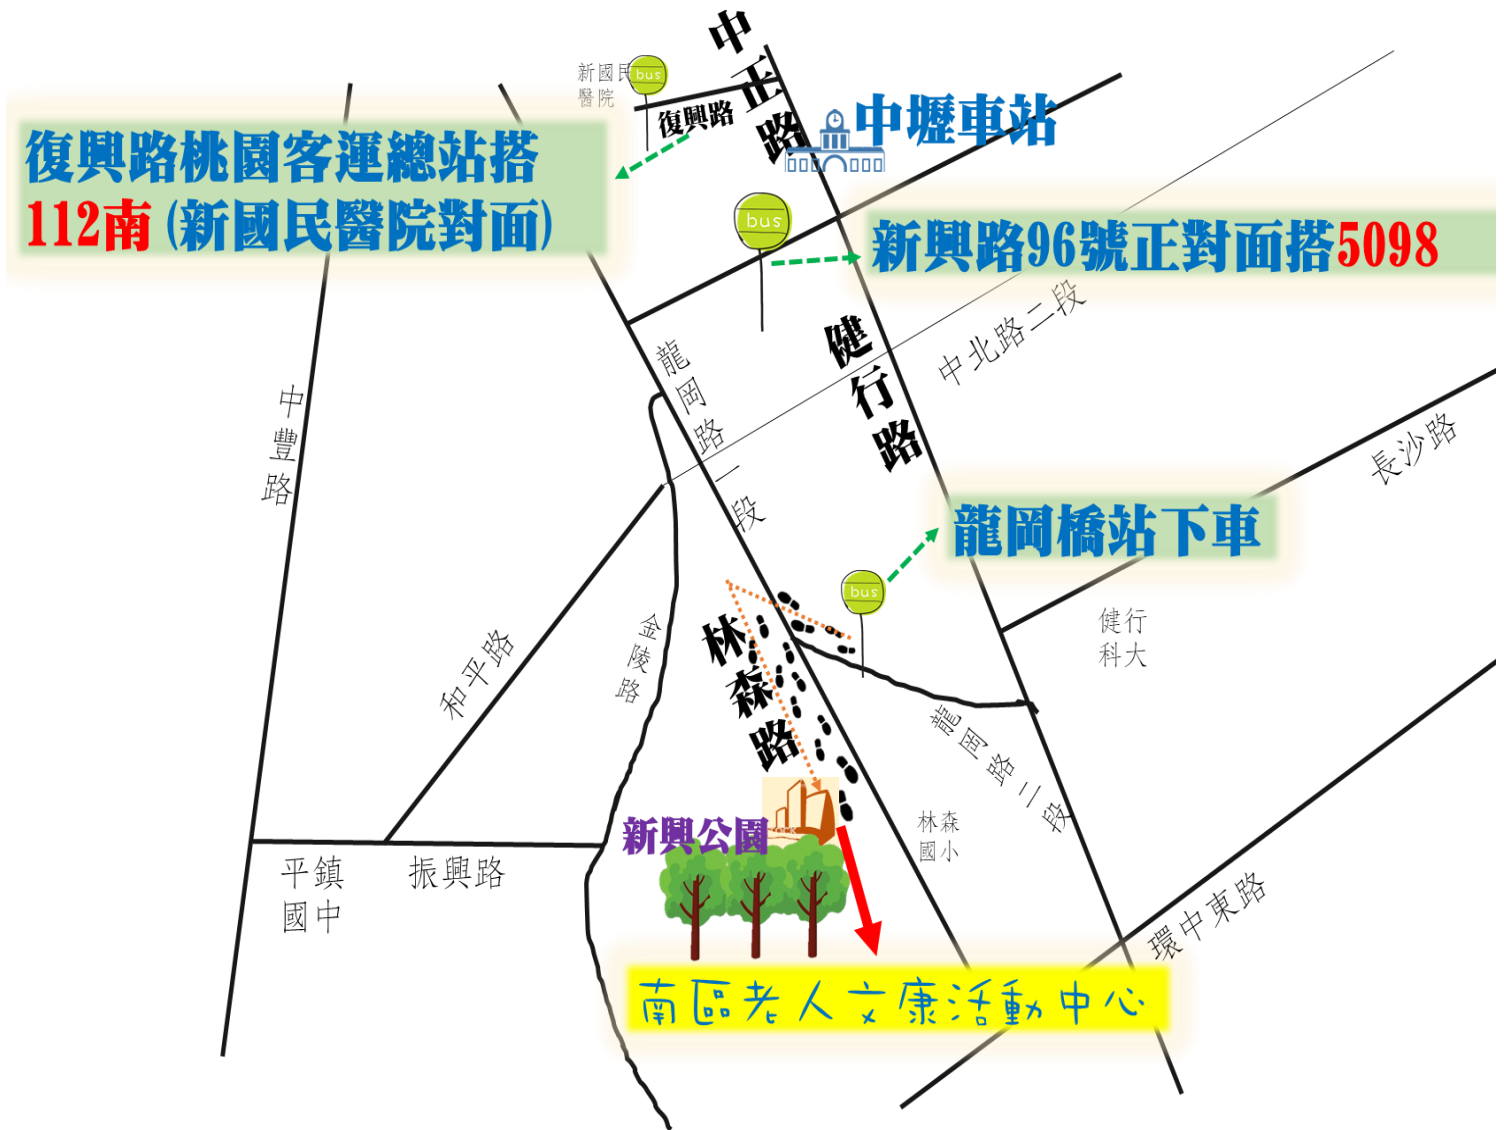 中正路
新國民
醫院
bus
復興路
中壢車站
復興路桃園客運總站搭
112南(新國民醫院對面)
bus
新興路96號正對面搭5098
中北路二段
健行路
龍岡路一段
中豐路
長沙路
龍岡橋站下車
bus
健行
科大
林森路
金陵路
和平路
龍岡路二段
新興公園
林森
國小
平鎮
國中
振興路
環中東路
南區老人文康活動中心